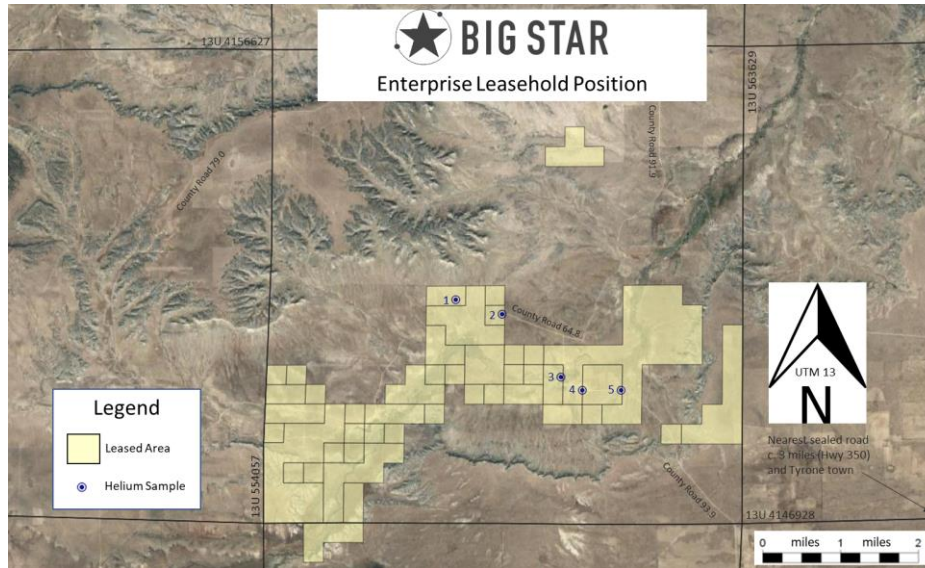 BIG STAR
Enterprise Leasehold Position
13U 4156627
13U 563629
County Road 79.0
County Road 91.9
1
2
County Road 64.8
3
4
5
UTM 13
N
Nearest sealed road
c. 8 miles (Hwy 350)
and Tyrone town
Legend
Leased Area
Helium Sample
13U 554057
County Road 93.9
13U 4146928
0 miles 1 miles 2